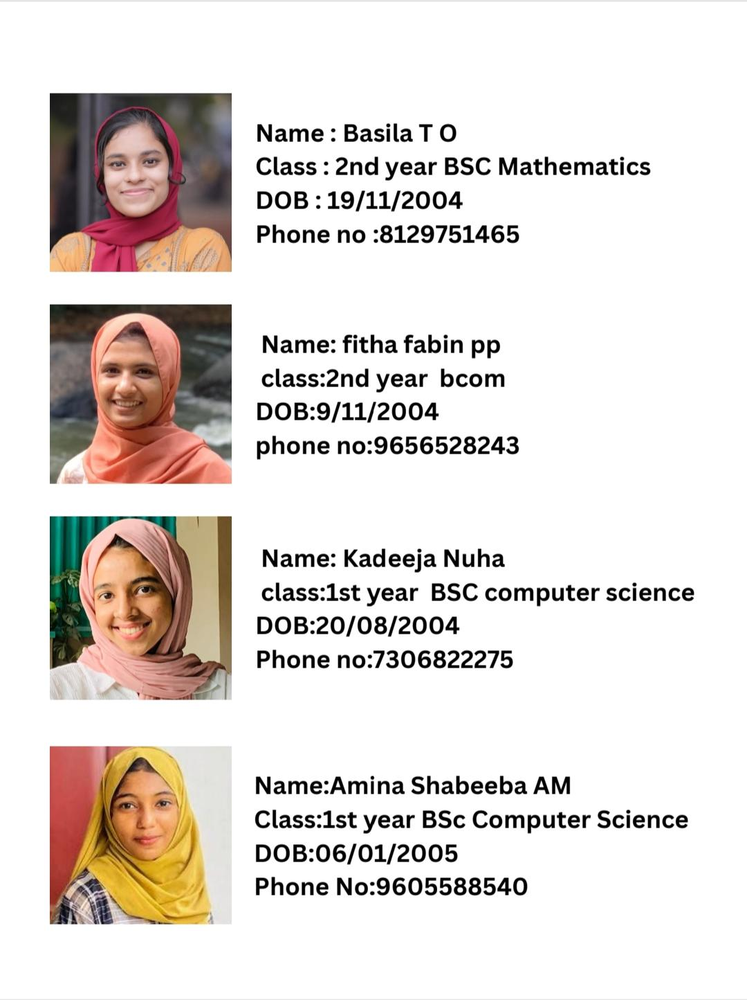 Name : Basila T O
Class : 2nd year BSC Mathematics
DOB : 19/11/2004
Phone no :8129751465
Name: fitha fabin pp
class:2nd year  bcom
DOB:9/11/2004
phone no:9656528243
Name: Kadeeja Nuha
class:1st year  BSC computer science
DOB:20/08/2004
Phone no:7306822275
Name:Amina Shabeeba AM
Class:1st year BSc Computer Science
DOB:06/01/2005
Phone No:9605588540